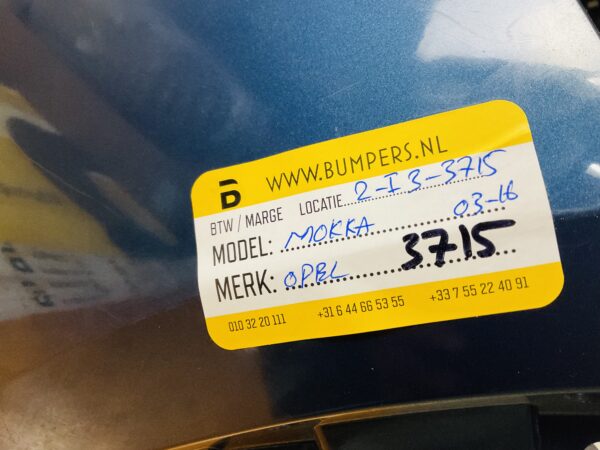 B WWW.BUMPERS.NL
BTW / MARGE LOCATIE 2-I3-3715
MODEL: MOKKA 03-16
MERK: OPEL 3715
010 32 20 111 +31 6 44 66 53 55 +33 7 55 22 40 91